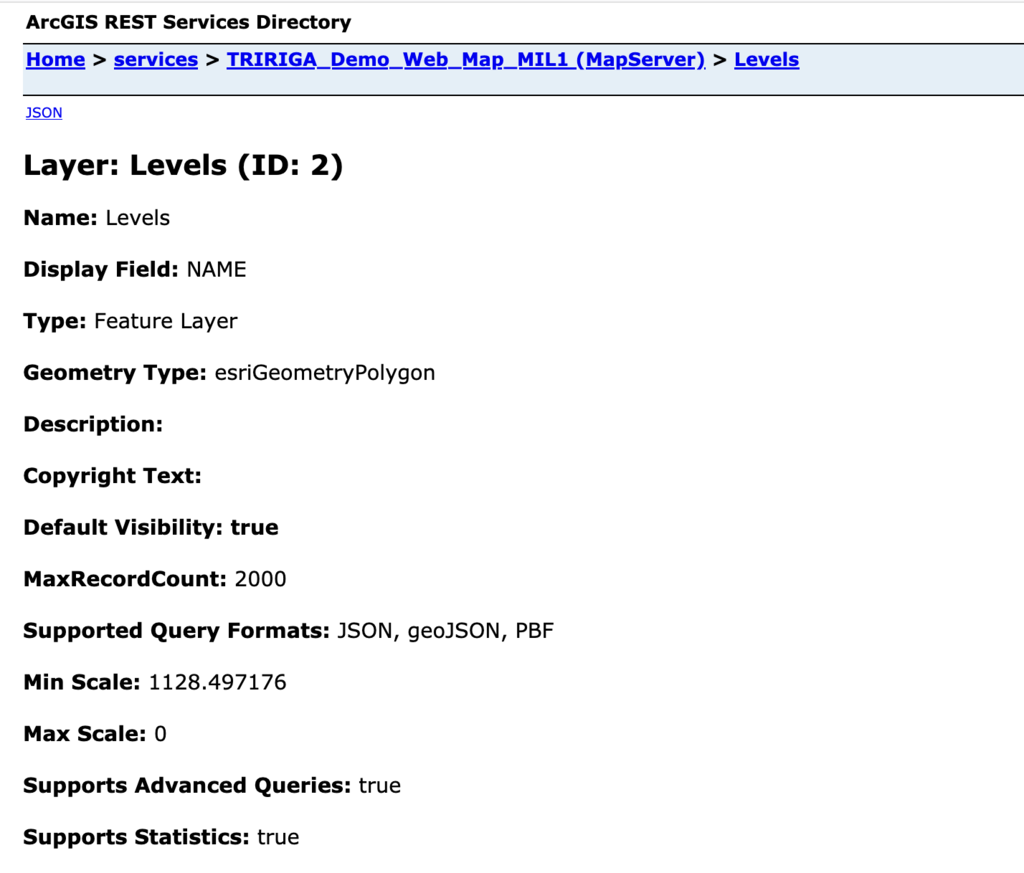 ArcGIS REST Services Directory
Home > services > TRIRIGA_Demo_Web_Map_MIL1 (MapServer) > Levels
JSON
Layer: Levels (ID: 2)
Name: Levels
Display Field: NAME
Type: Feature Layer
Geometry Type: esriGeometryPolygon
Description:
Copyright Text:
Default Visibility: true
MaxRecordCount: 2000
Supported Query Formats: JSON, geoJSON, PBF
Min Scale: 1128.497176
Max Scale: 0
Supports Advanced Queries: true
Supports Statistics: true